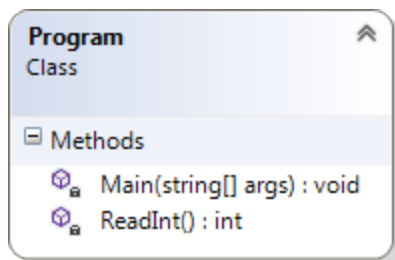 Program
Class
Methods
Main(string[] args) : void
ReadInt() : int